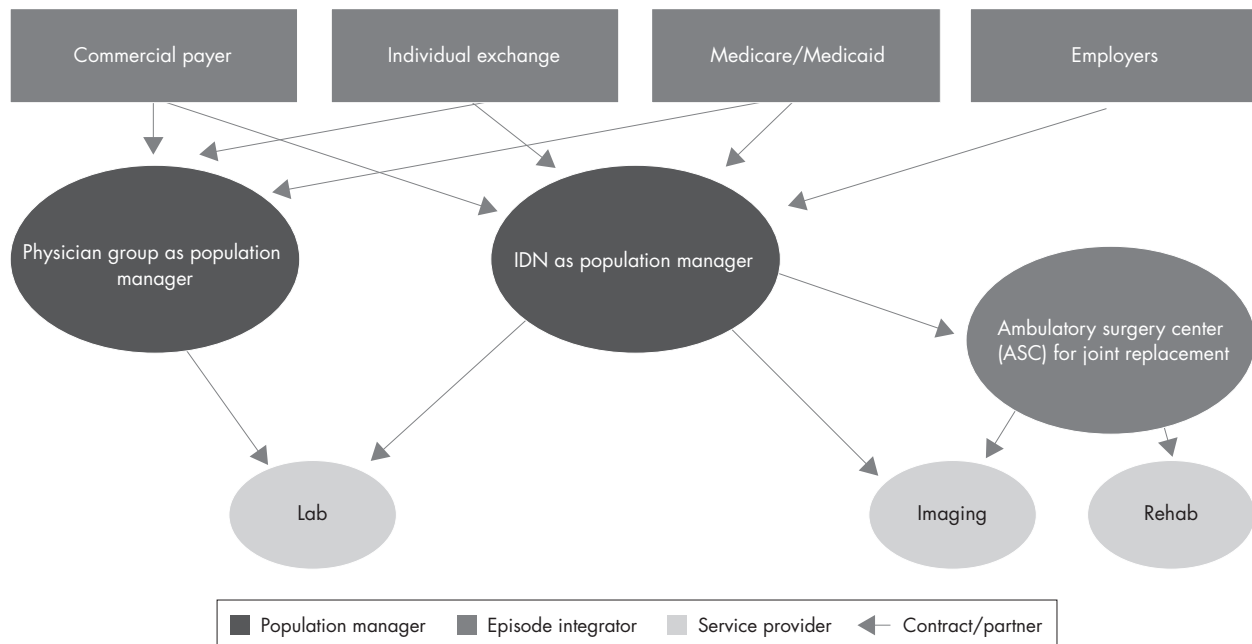 Commercial payer
Individual exchange
Medicare/Medicaid
Employers
Physician group as population
manager
IDN as population manager
Ambulatory surgery center
(ASC) for joint replacement
Lab
Imaging
Rehab
Population manager
Episode integrator
Service provider
Contract/partner